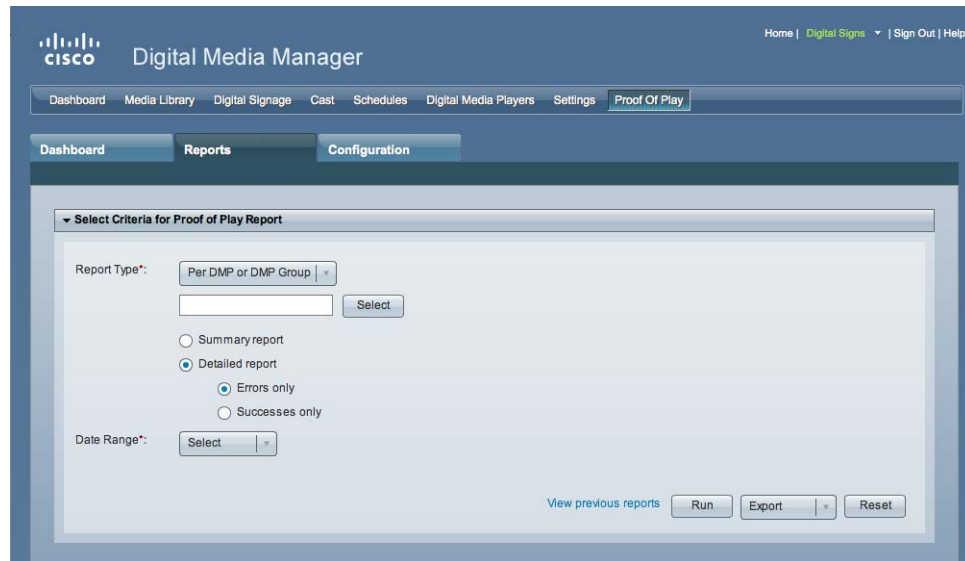 Home | Digital Signs | Sign Out | Help
CISCO
Digital Media Manager
Dashboard Media Library Digital Signage Cast Schedules Digital Media Players Settings Proof Of Play
Dashboard Reports Configuration
Select Criteria for Proof of Play Report
Report Type*: Per DMP or DMP Group
Select
Summary report
Detailed report
Errors only
Successes only
Date Range*: Select
View previous reports Run Export Reset